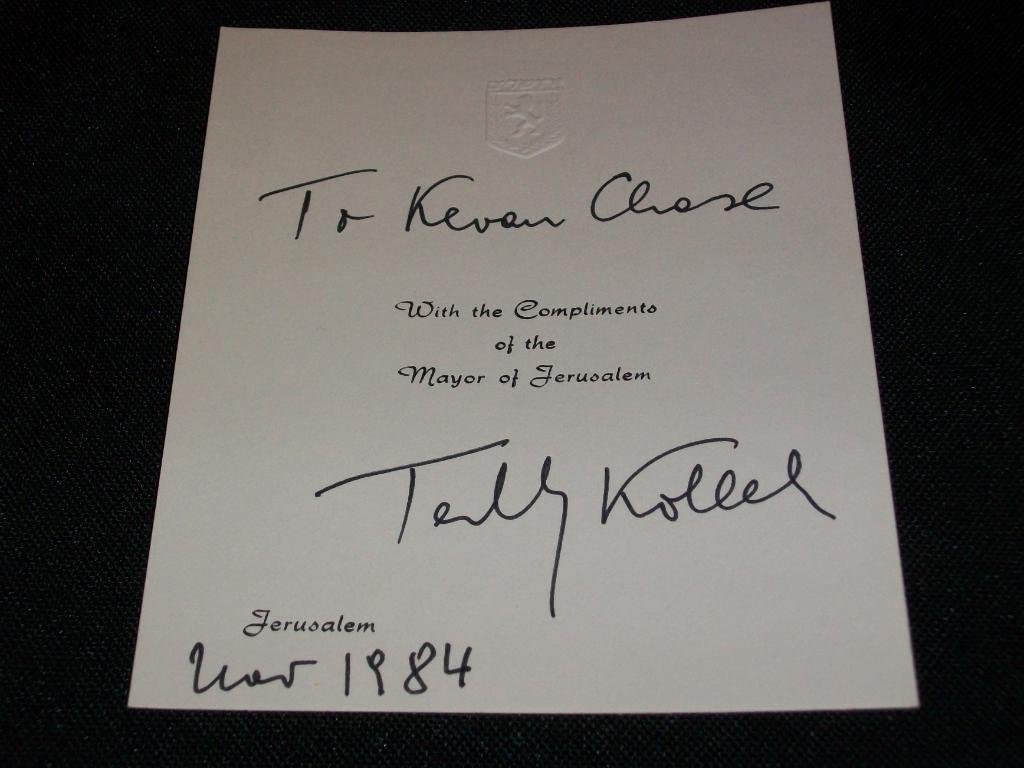 To Kevan Chase
With the Compliments
of the
Mayor of Jerusalem
Teddy Kollek
Jerusalem
Nov 1984